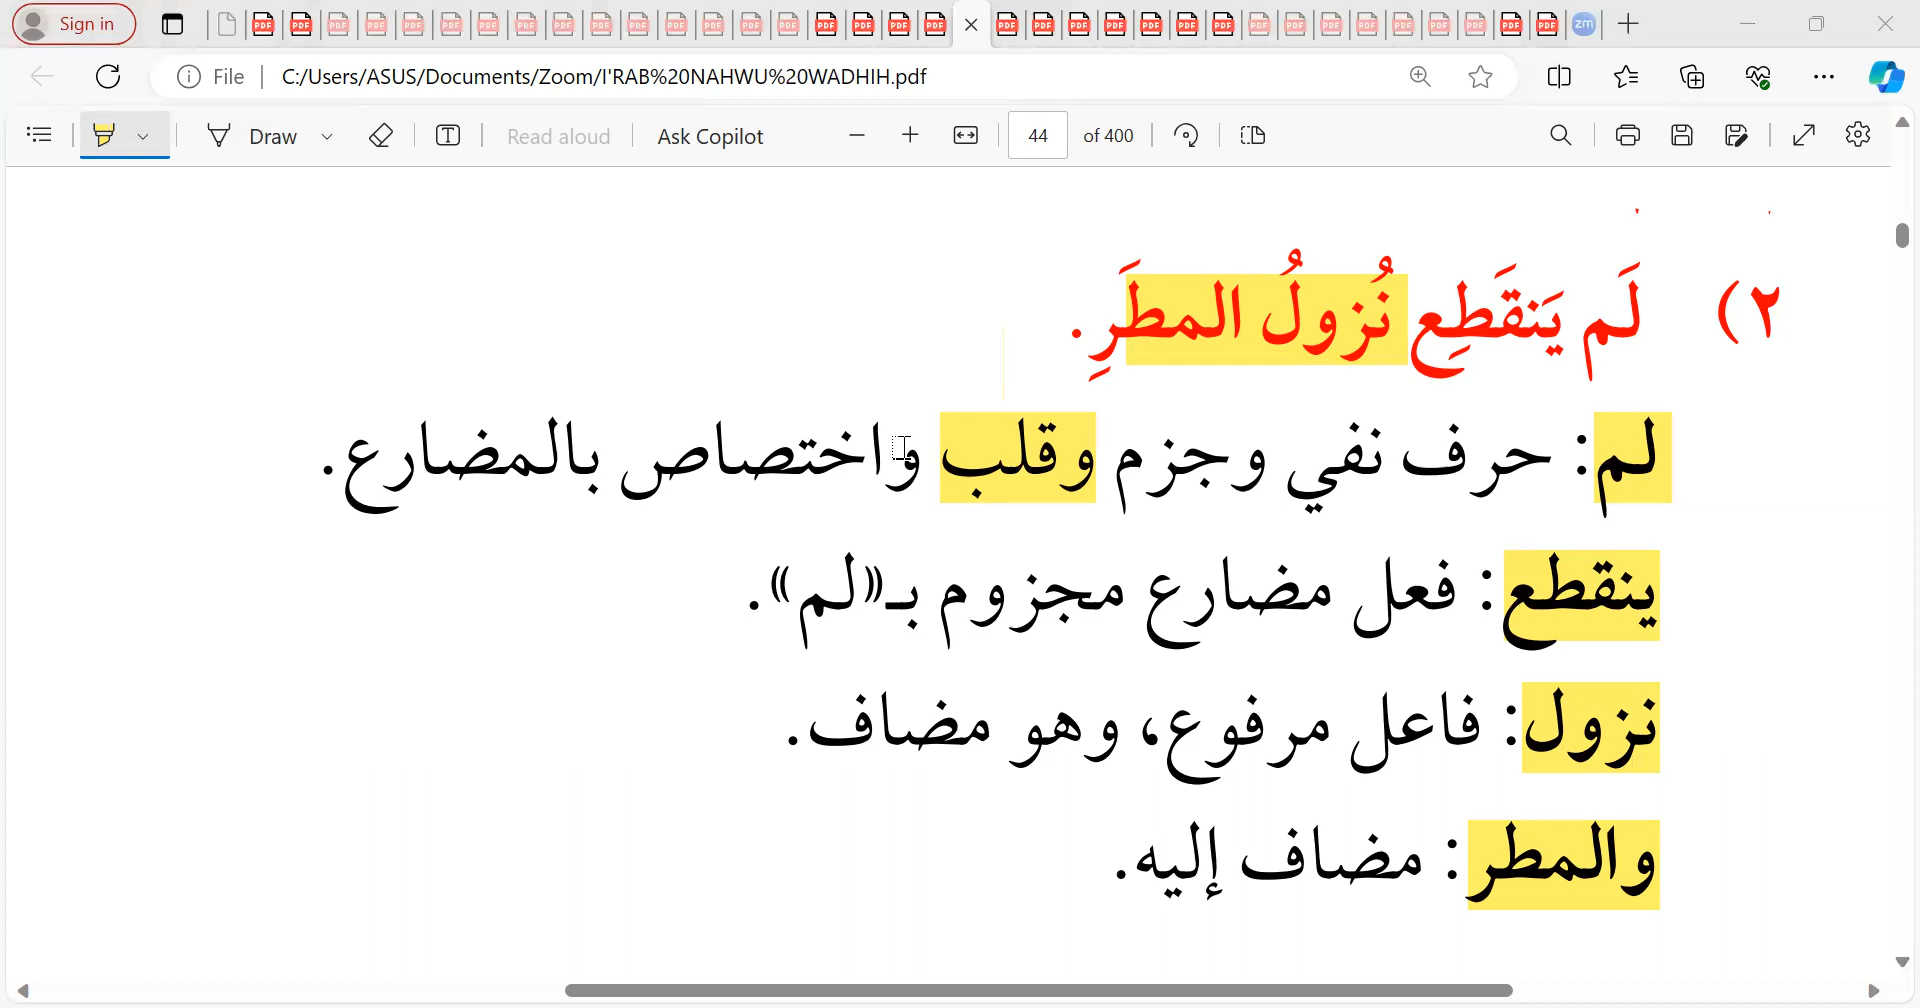 Sign in
File
C:/Users/ASUS/Documents/Zoom/I'RAB%20NAHWU%20WADHIH.pdf
Draw
Read aloud
Ask Copilot
44
of 400
٢) لَم يَنقَطِع نُزولُ المطَرِ.
لم: حرف نفي وجزم وقلب واختصاص بالمضارع.
ينقطع: فعل مضارع مجزوم بـ«لم».
نزول: فاعل مرفوع، وهو مضاف.
والمطر: مضاف إليه.